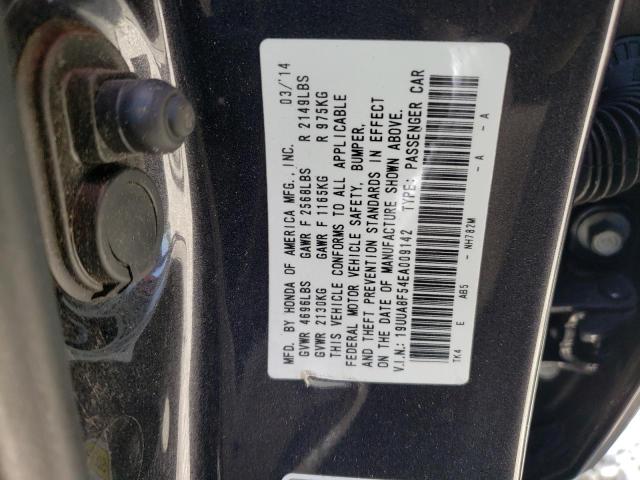 MFD. BY HONDA OF AMERICA MFG., INC. 03/'14
GVWR 4696LBS GAWR F 2568LBS R 2149LBS
GVWR 2130KG GAWR F 1165KG R 975KG
THIS VEHICLE CONFORMS TO ALL APPLICABLE
FEDERAL MOTOR VEHICLE SAFETY, BUMPER,
AND THEFT PREVENTION STANDARDS IN EFFECT
ON THE DATE OF MANUFACTURE SHOWN ABOVE.
V.I.N.: 19UUA8F54EA009142 TYPE: PASSENGER CAR
TK4 E AB5 - NH782M - A - A